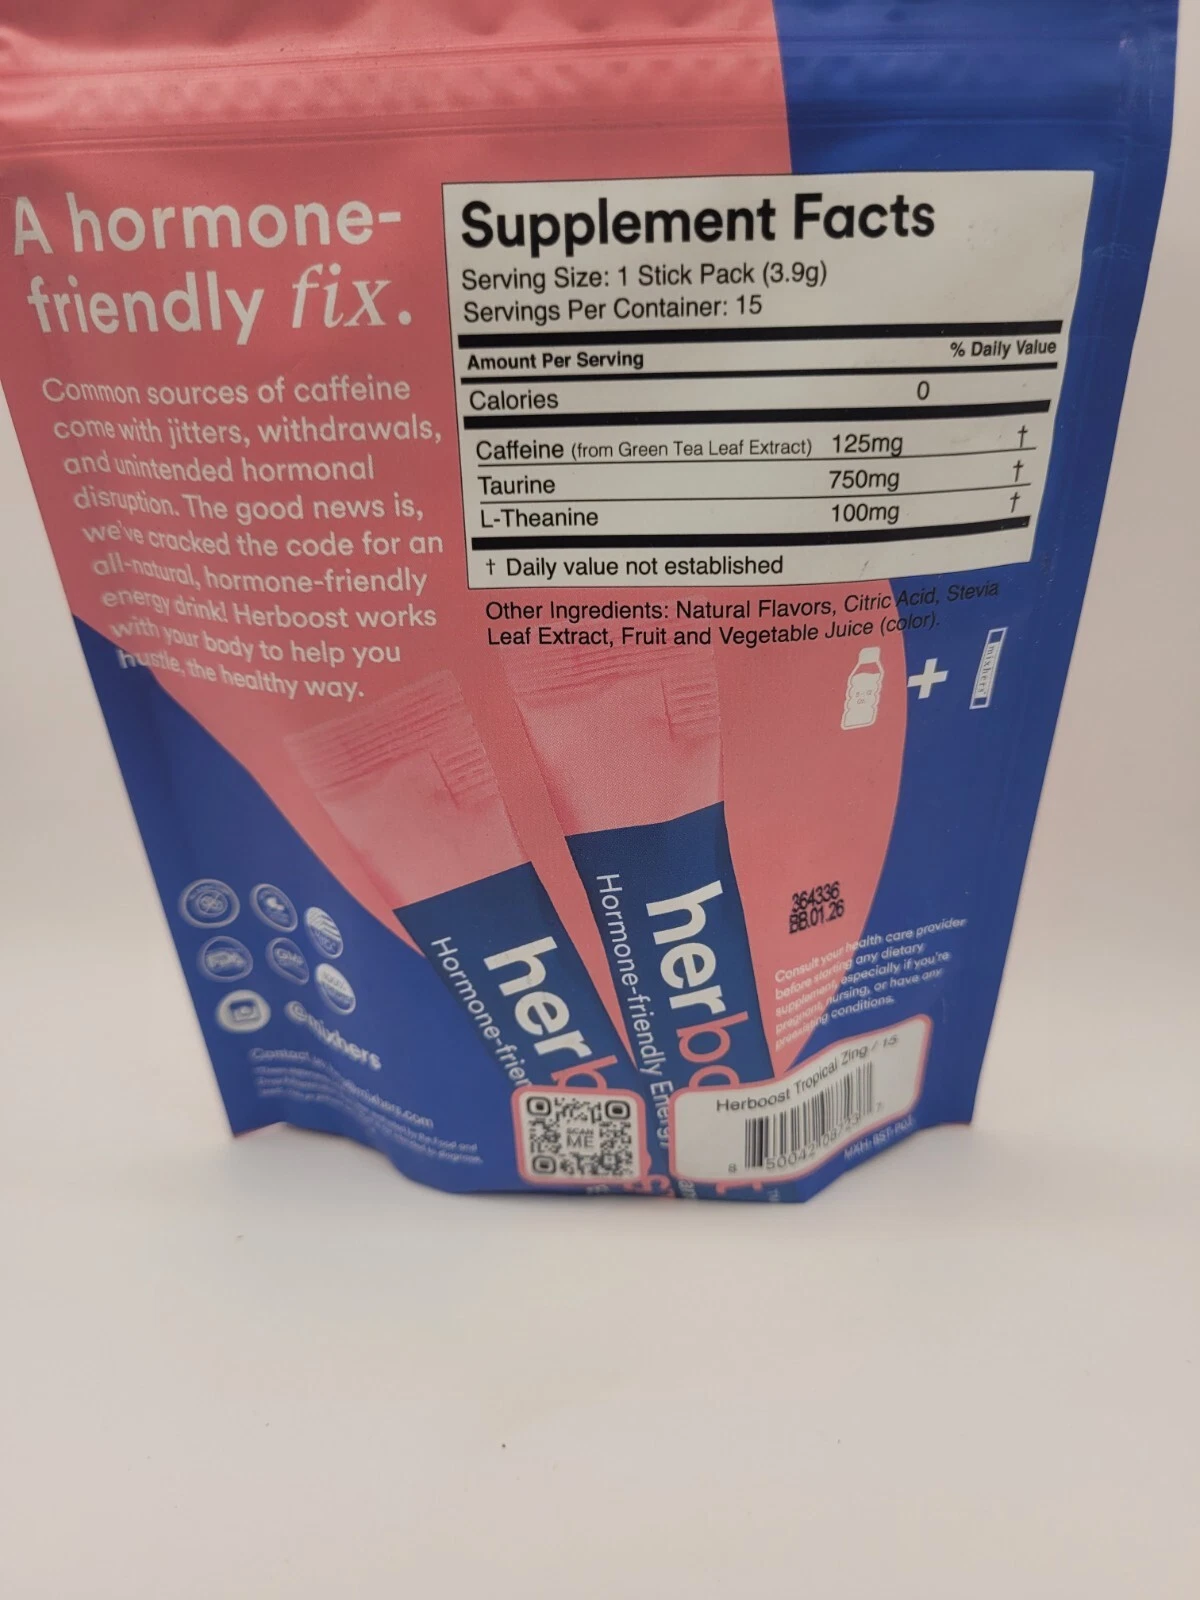 A hormone-
friendly fix.
Common sources of caffeine
come with jitters, withdrawals,
and unintended hormonal
disruption. The good news is,
we've cracked the code for an
all-natural, hormone-friendly
energy drink! Herboost works
with your body to help you
hustle, the healthy way.
Supplement Facts
Serving Size: 1 Stick Pack (3.9g)
Servings Per Container: 15
Amount Per Serving % Daily Value
Calories 0
Caffeine (from Green Tea Leaf Extract) 125mg †
Taurine 750mg †
L-Theanine 100mg †
† Daily value not established
Other Ingredients: Natural Flavors, Citric Acid, Stevia
Leaf Extract, Fruit and Vegetable Juice (color).
+
mixhers
herb
Hormone-frien
herbo
Hormone-friendly Energy
364336
BB.01.26
Consult your health care provider
before starting any dietary
supplement, especially if you're
pregnant, nursing, or have any
preexisting conditions.
@mixhers
SCAN
ME
Herboost Tropical Zing / 15